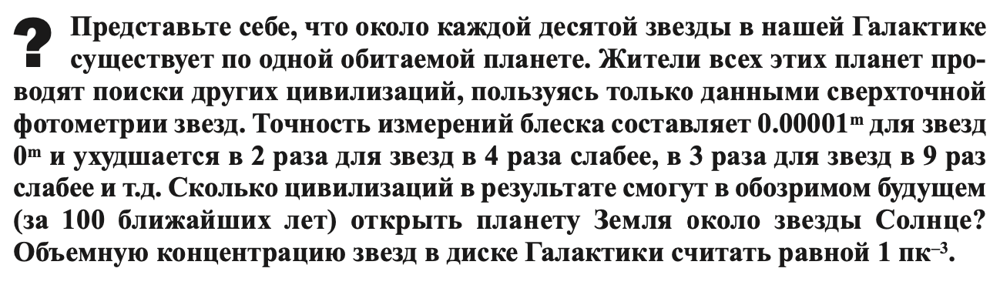 ? Представьте себе, что около каждой десятой звезды в нашей Галактике
существует по одной обитаемой планете. Жители всех этих планет про-
водят поиски других цивилизаций, пользуясь только данными сверхточной
фотометрии звезд. Точность измерений блеска составляет 0.00001ᵐ для звезд
0ᵐ и ухудшается в 2 раза для звезд в 4 раза слабее, в 3 раза для звезд в 9 раз
слабее и т.д. Сколько цивилизаций в результате смогут в обозримом будущем
(за 100 ближайших лет) открыть планету Земля около звезды Солнце?
Объемную концентрацию звезд в диске Галактики считать равной 1 пк⁻³.